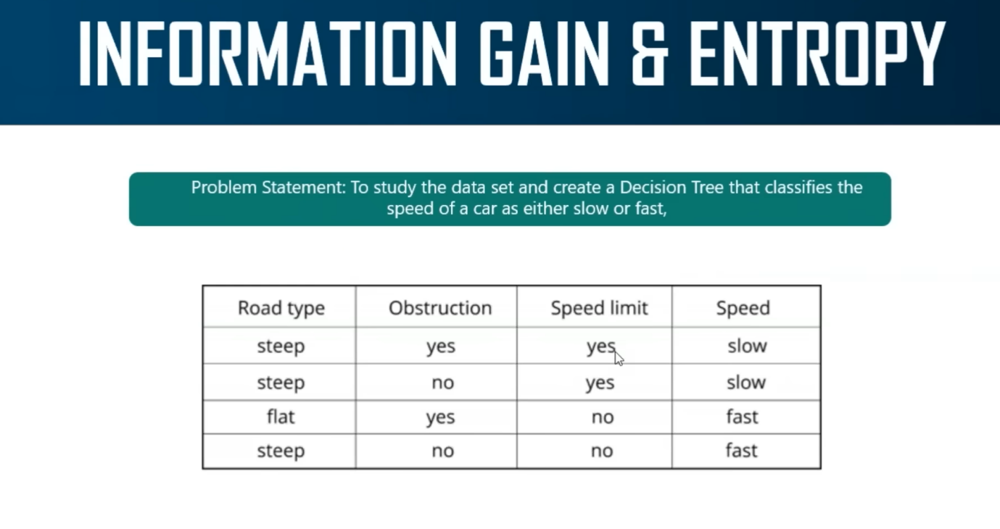 INFORMATION GAIN & ENTROPY
Problem Statement: To study the data set and create a Decision Tree that classifies the
speed of a car as either slow or fast,
Road type Obstruction Speed limit Speed
steep yes yes slow
steep no yes slow
flat yes no fast
steep no no fast